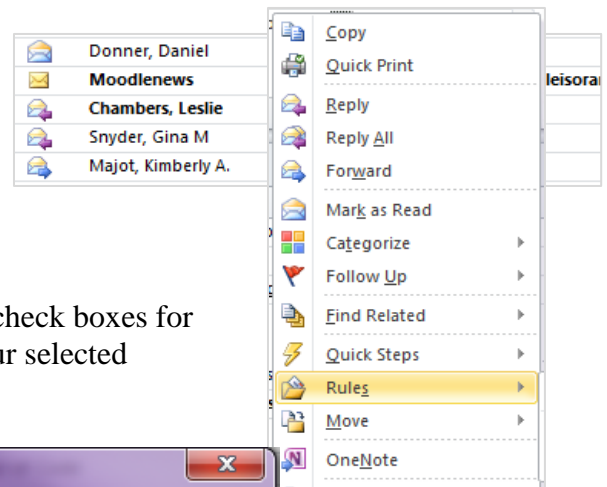 Donner, Daniel
Moodlenews
Chambers, Leslie
Snyder, Gina M
Majot, Kimberly A.
Copy
Quick Print
Reply
Reply All
Forward
Mark as Read
Categorize
Follow Up
Find Related
Quick Steps
Rules
Move
OneNote
check boxes for
selected